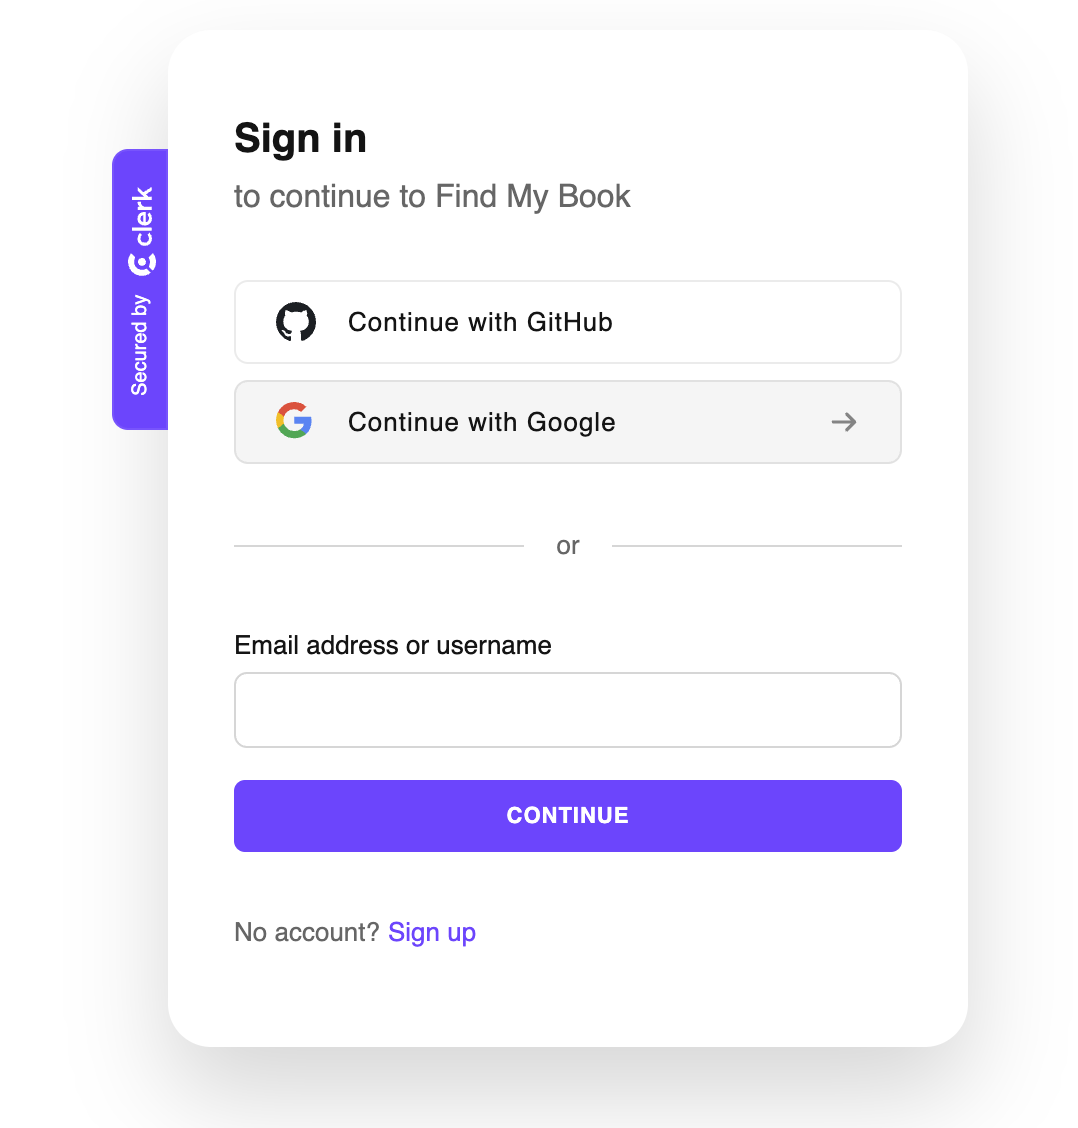 Sign in
to continue to Find My Book
Secured by clerk
Continue with GitHub
Continue with Google
or
Email address or username
CONTINUE
No account? Sign up